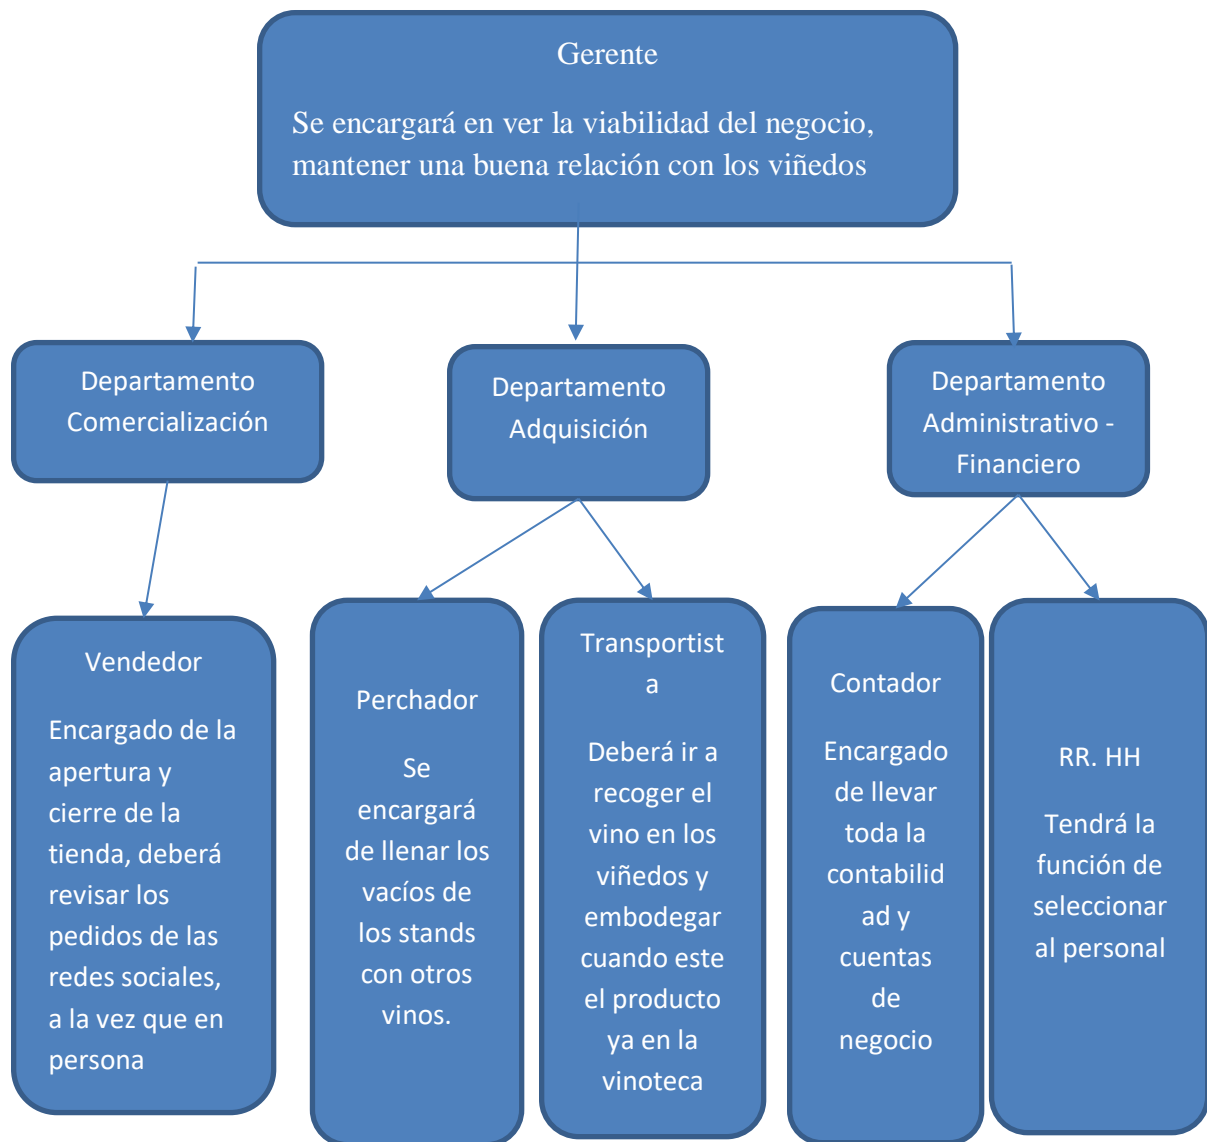 Gerente
Se encargará en ver la viabilidad del negocio,
mantener una buena relación con los viñedos
Departamento
Comercialización
Departamento
Adquisición
Departamento
Administrativo -
Financiero
Vendedor
Encargado de la
apertura y
cierre de la
tienda, deberá
revisar los
pedidos de las
redes sociales,
a la vez que en
persona
Perchador
Se
encargará
de llenar los
vacíos de
los stands
con otros
vinos.
Transportist
a
Deberá ir a
recoger el
vino en los
viñedos y
embodegar
cuando este
el producto
ya en la
vinoteca
Contador
Encargado
de llevar
toda la
contabilid
ad y
cuentas
de
negocio
RR. HH
Tendrá la
función de
seleccionar
al personal